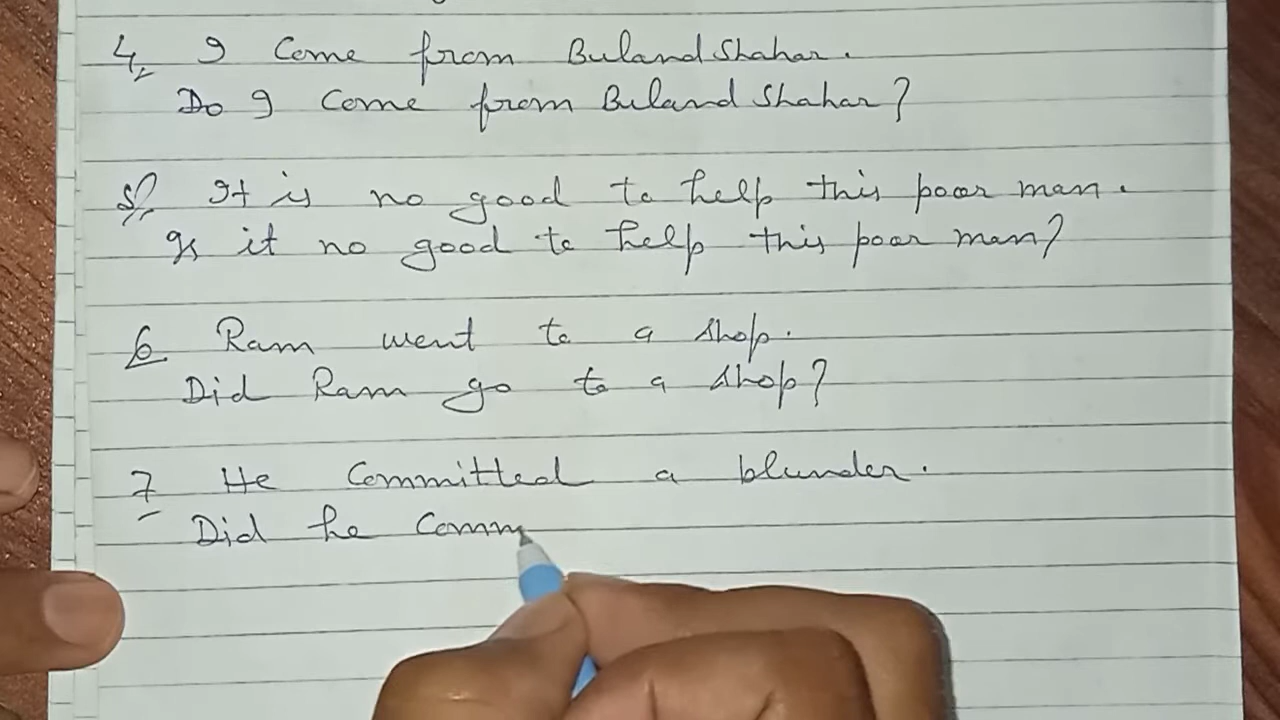 4, I Come from BulandShahar.
Do I Come from BulandShahar?
5, It is no good to help this poor man.
Is it no good to help this poor man?
6 Ram went to a shop.
Did Ram go to a shop?
7 He Committed a blunder.
Did he Comm